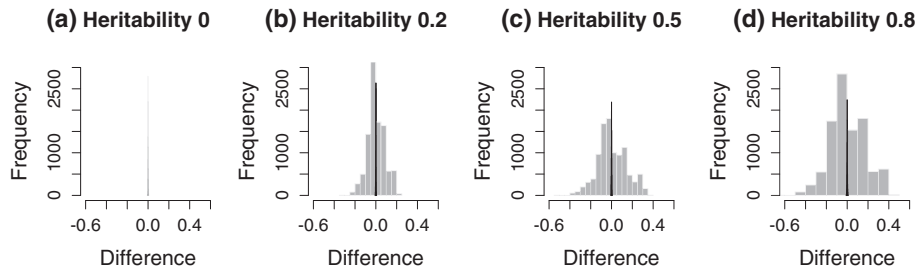 (a) Heritability 0
(b) Heritability 0.2
(c) Heritability 0.5
(d) Heritability 0.8
Frequency
0 1000 2500
-0.6 0.0 0.4
Difference
Frequency
0 1000 2500
-0.6 0.0 0.4
Difference
Frequency
0 1000 2500
-0.6 0.0 0.4
Difference
Frequency
0 1000 2500
-0.6 0.0 0.4
Difference